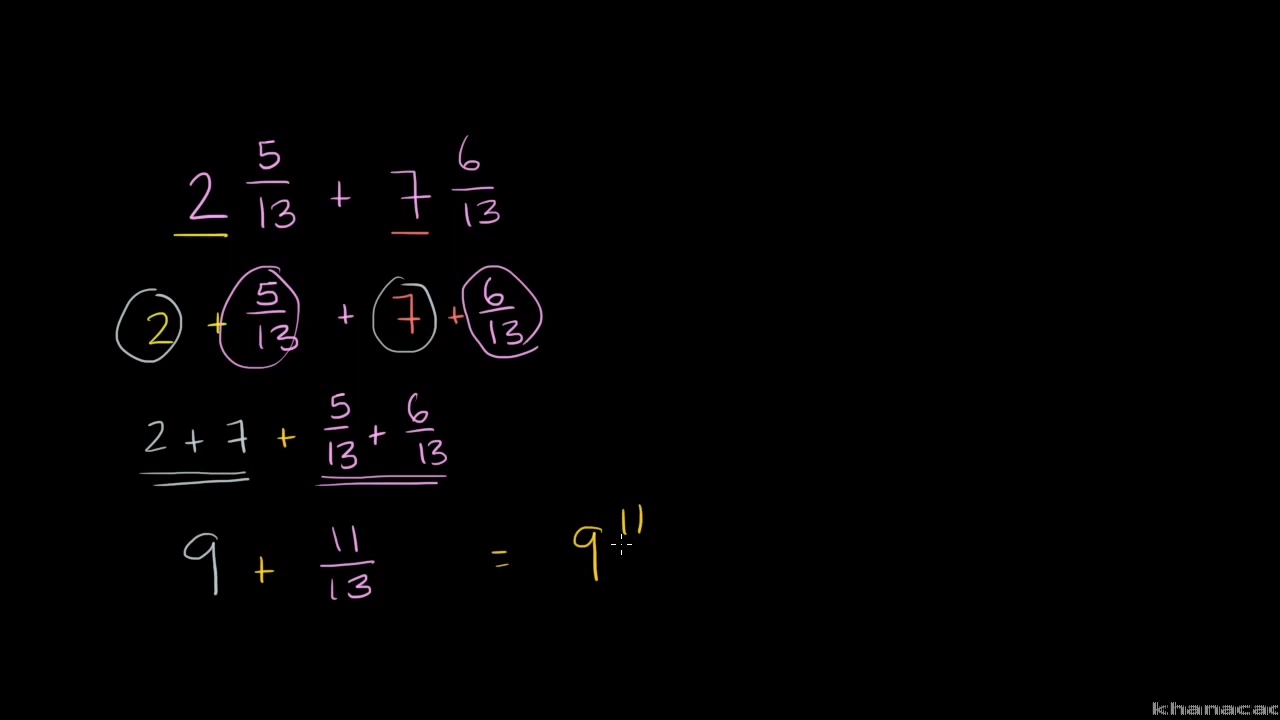 2 5/13 + 7 6/13
2 + 5/13 + 7 + 6/13
2 + 7 + 5/13 + 6/13
9 + 11/13 = 9 11
khanacac